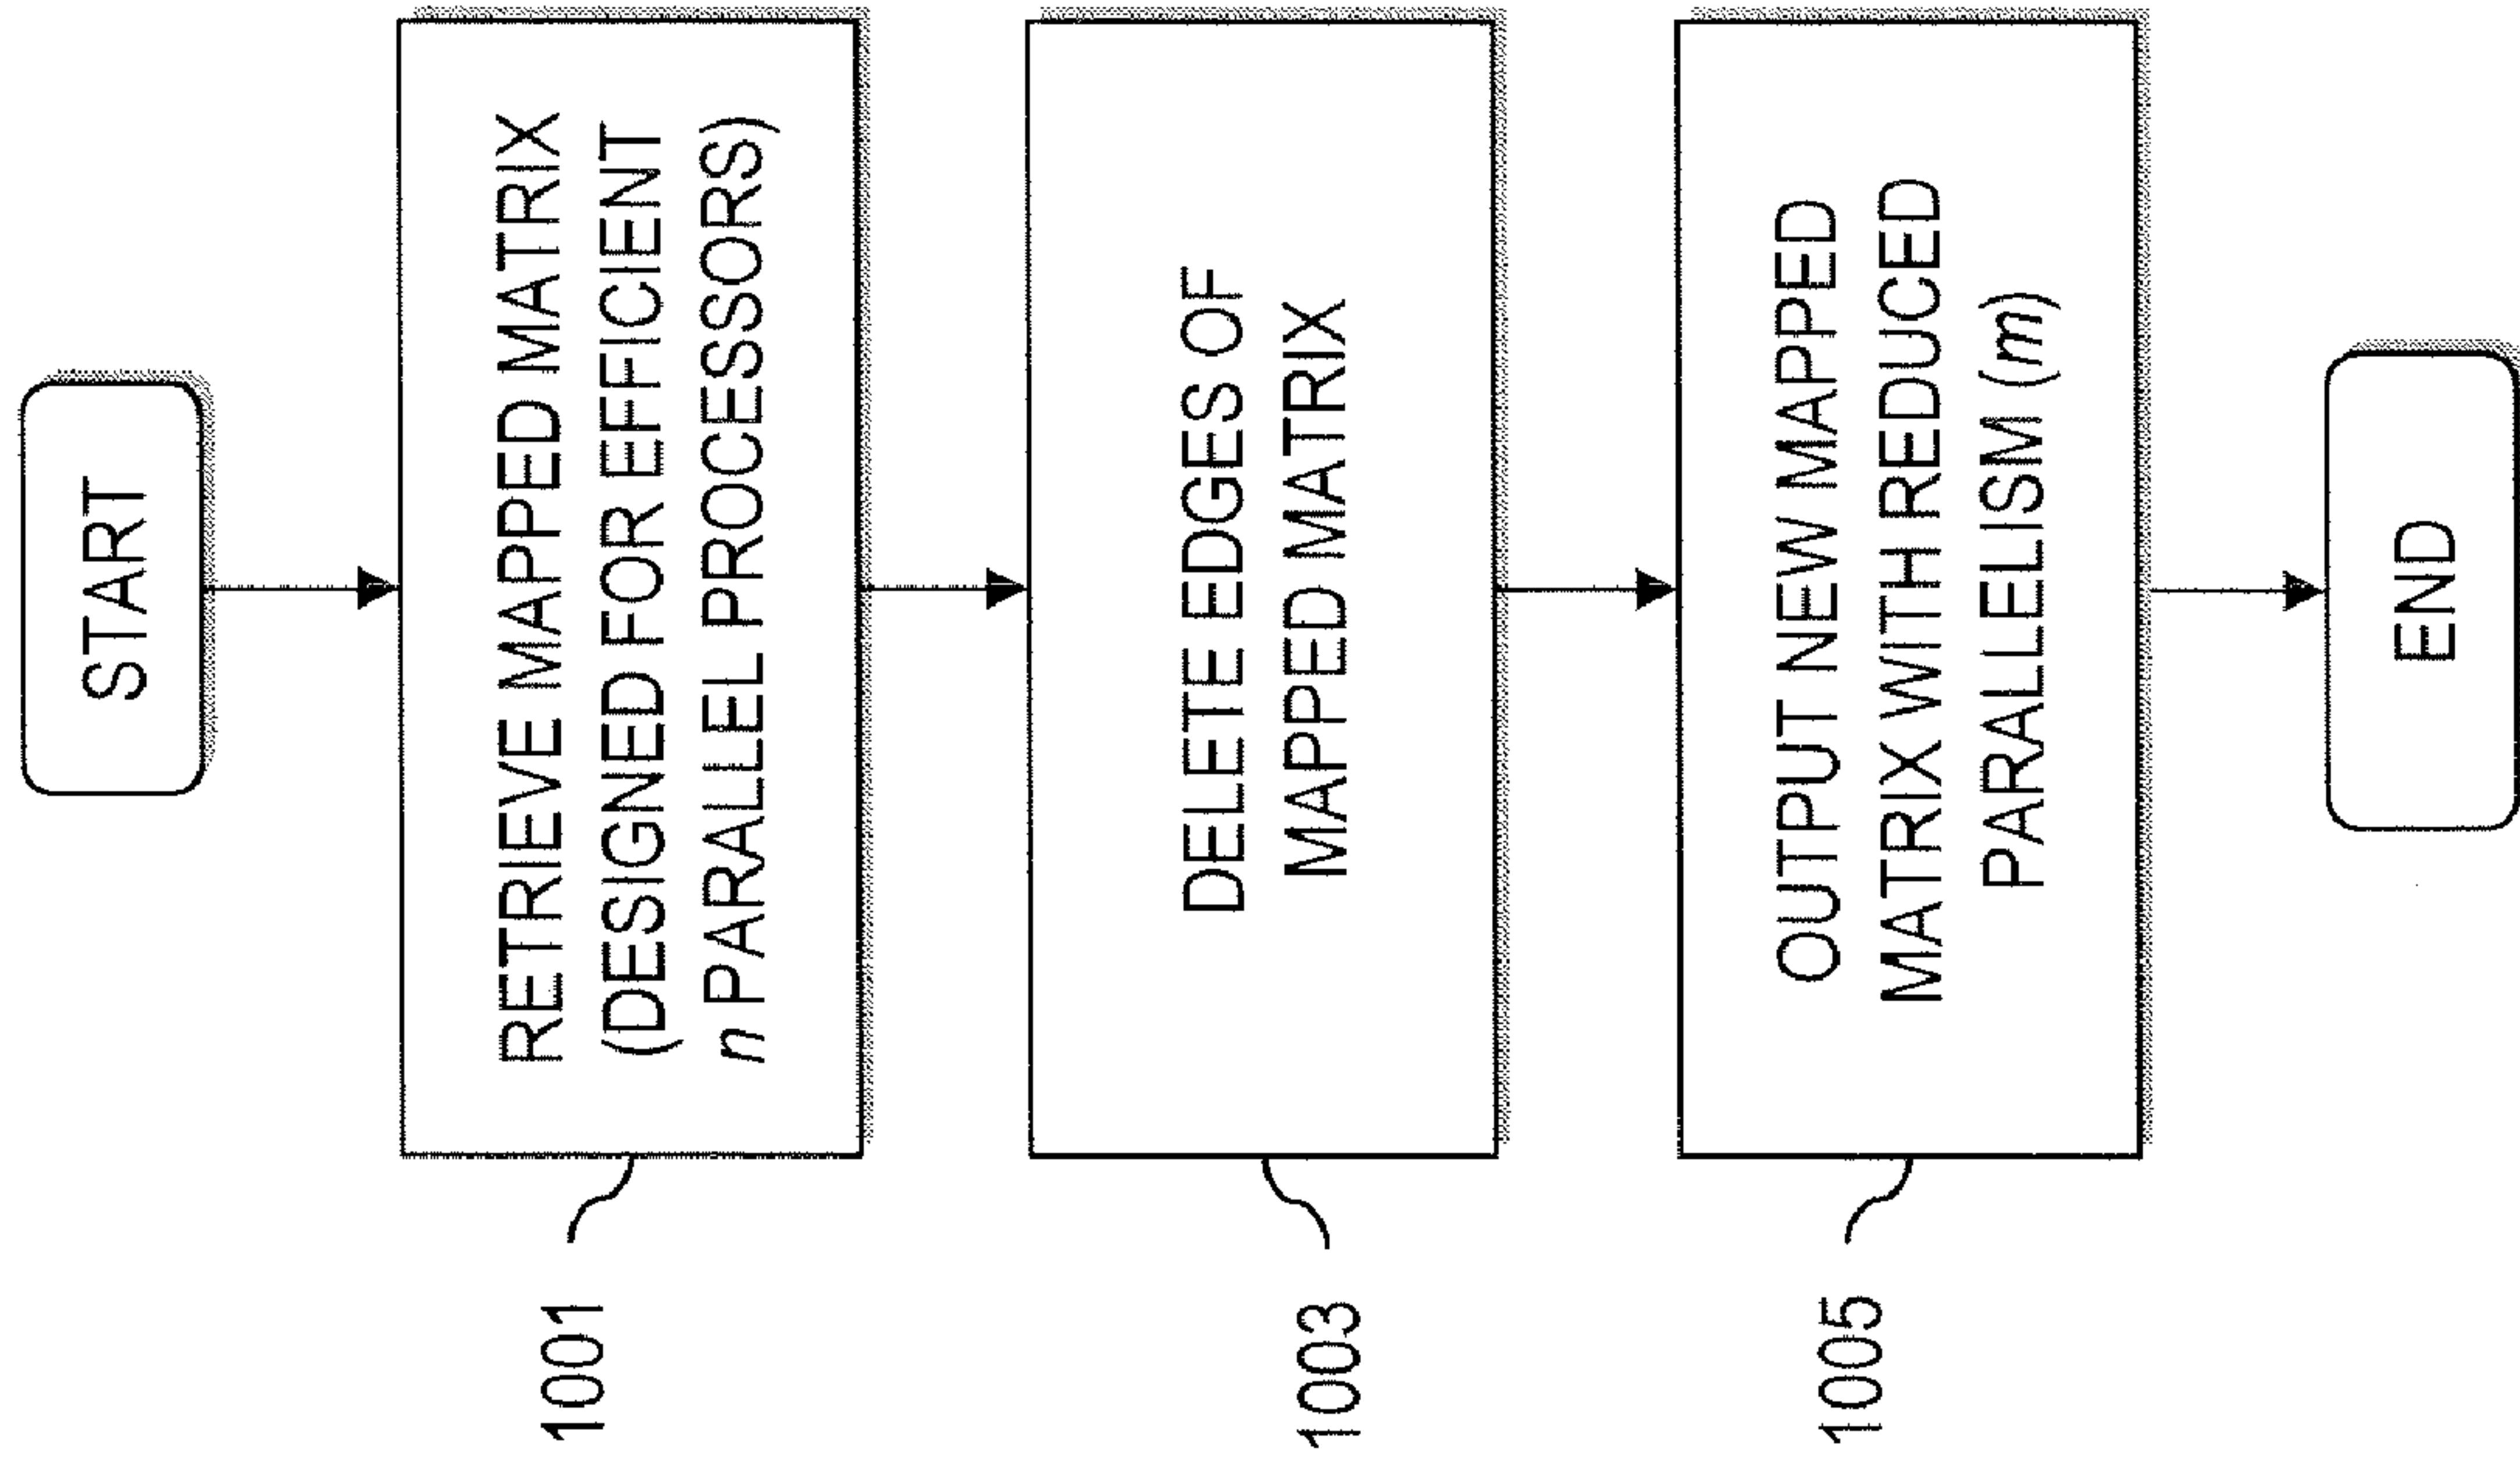 START
1001
RETRIEVE MAPPED MATRIX
(DESIGNED FOR EFFICIENT
n PARALLEL PROCESSORS)
1003
DELETE EDGES OF
MAPPED MATRIX
1005
OUTPUT NEW MAPPED
MATRIX WITH REDUCED
PARALLELISM (m)
END